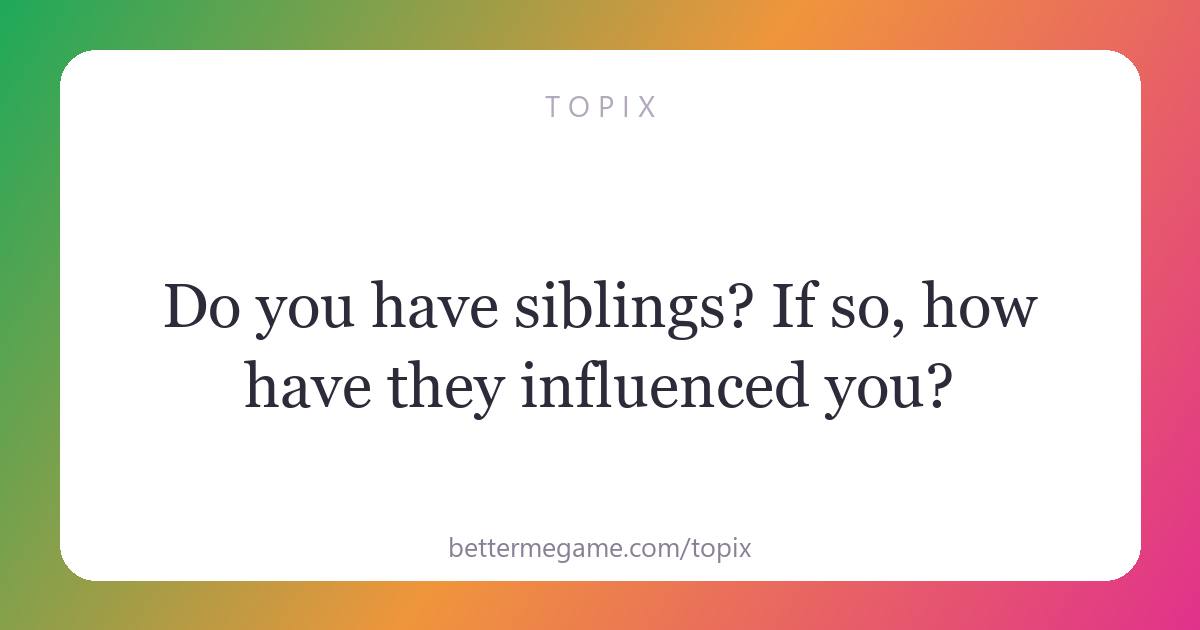 TOPIX
Do you have siblings? If so, how
have they influenced you?
bettermegame.com/topix